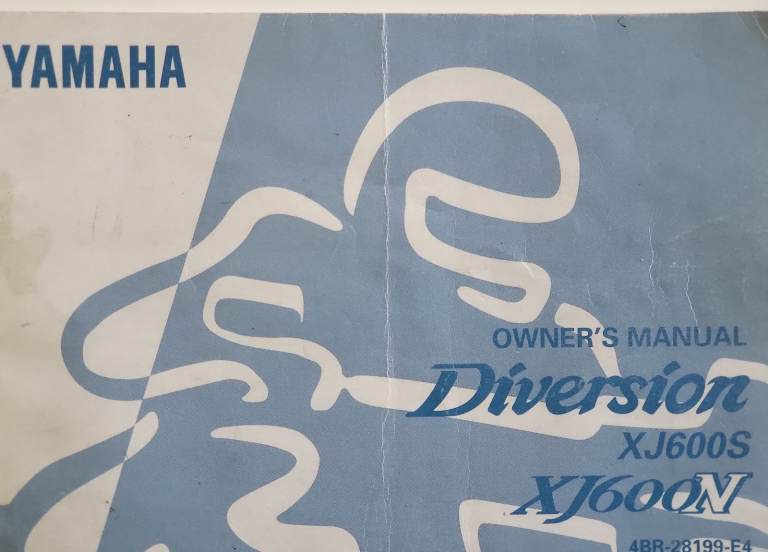 YAMAHA
OWNER'S MANUAL
Diversion
XJ600S
XJ600N
4BR-28199-E4